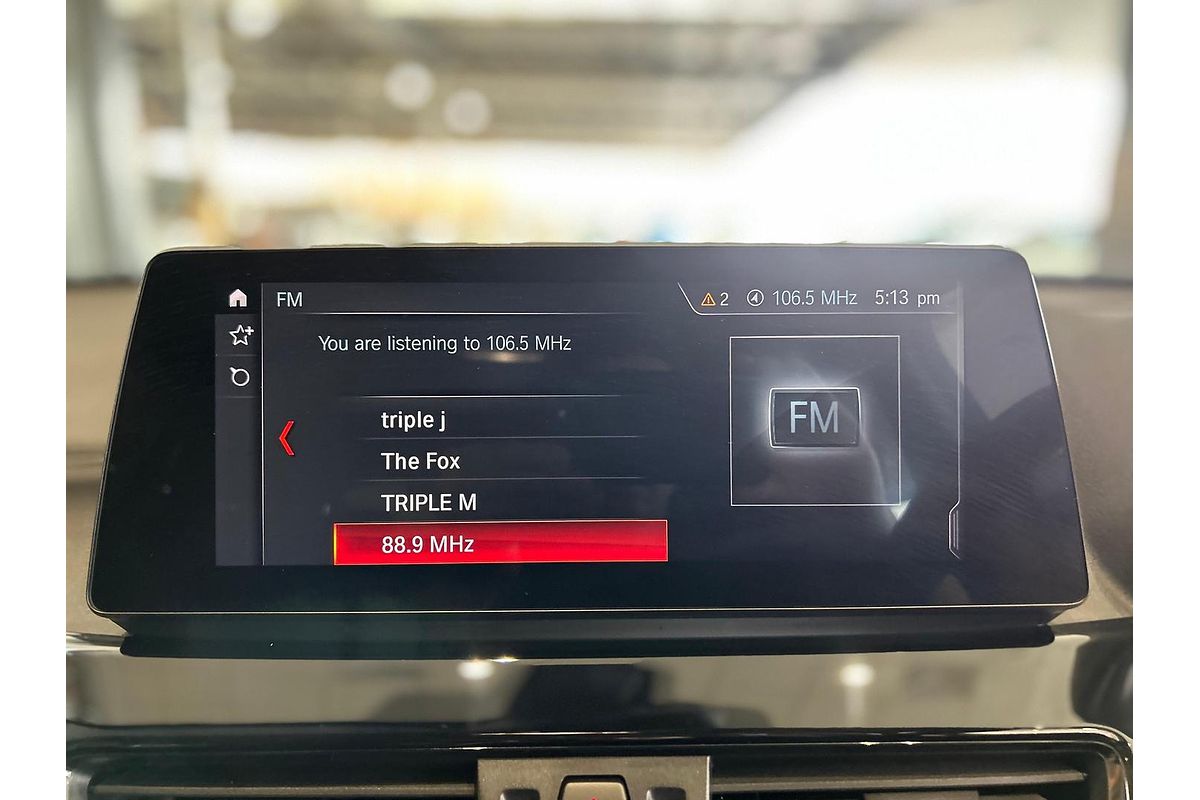 FM
2 106.5 MHz 5:13 pm
You are listening to 106.5 MHz
triple j
The Fox
TRIPLE M
88.9 MHz
FM